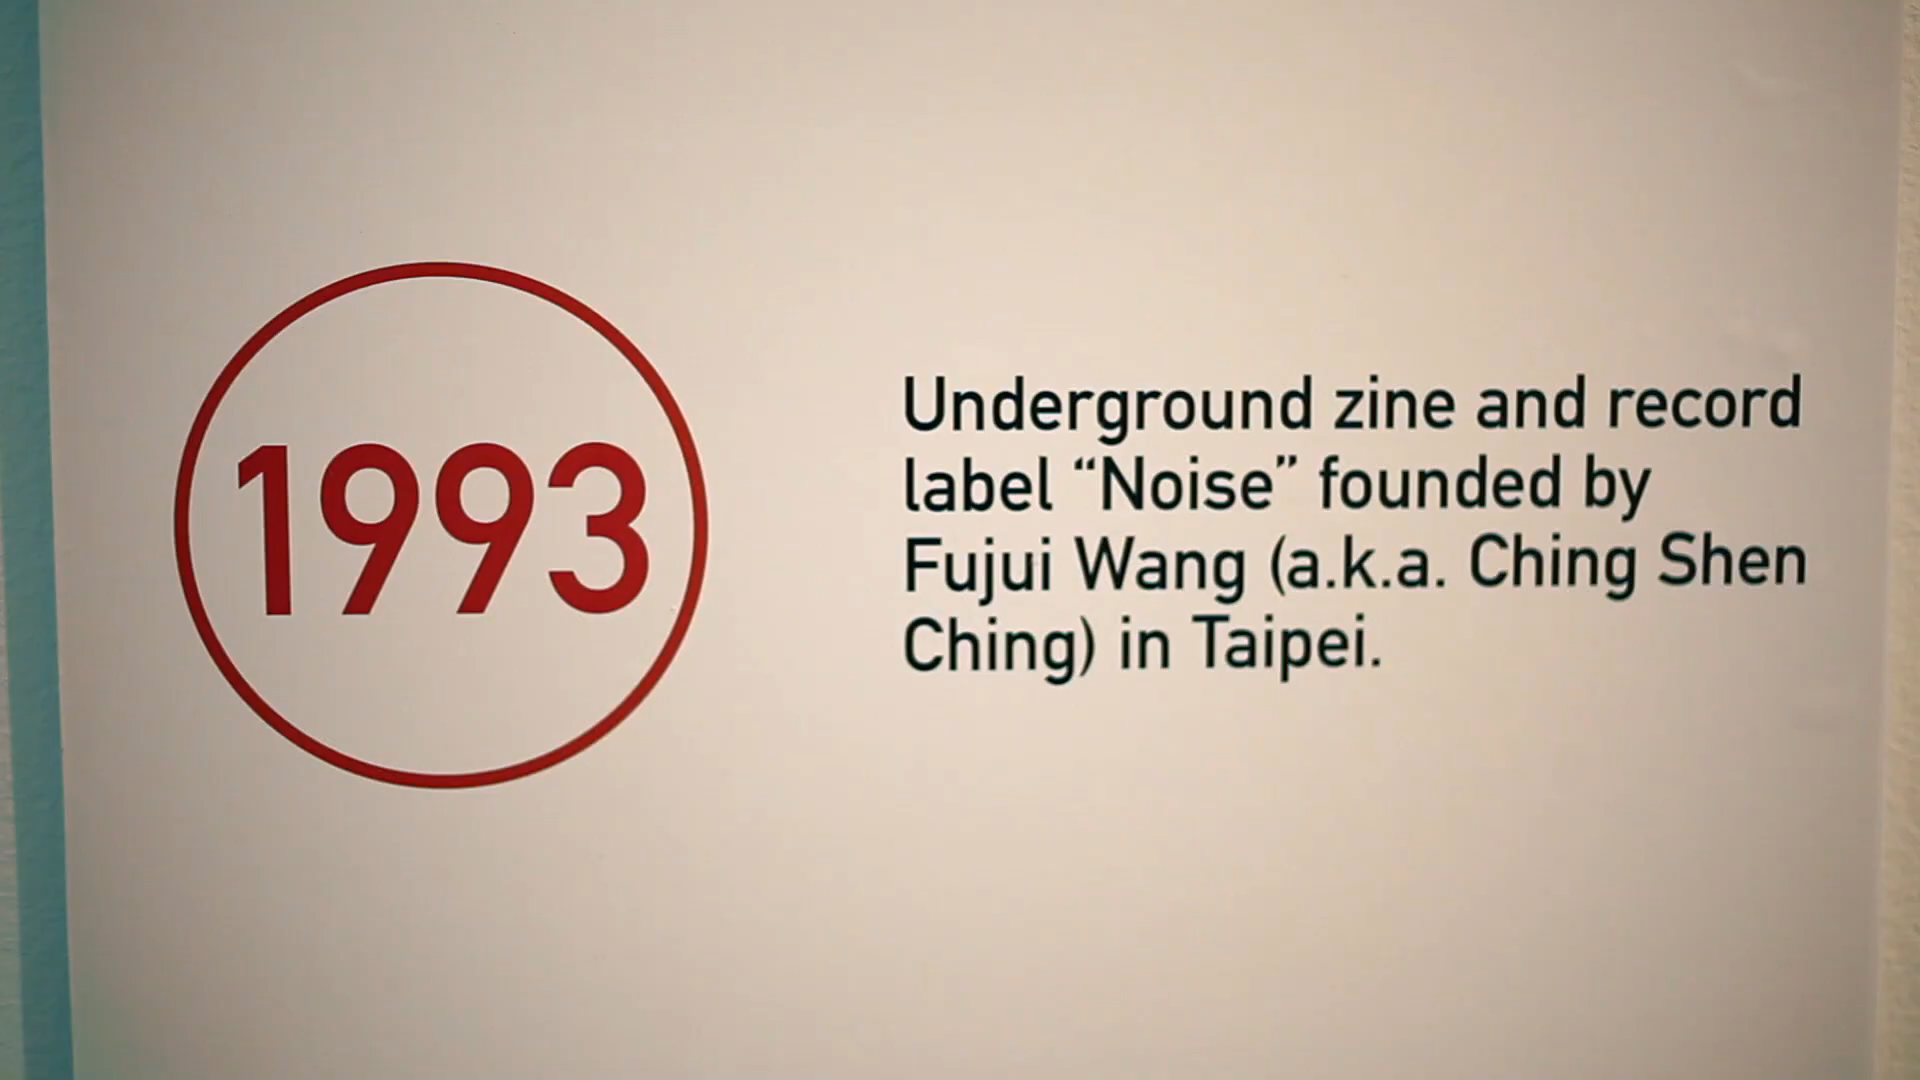 1993
Underground zine and record
label “Noise” founded by
Fujui Wang (a.k.a. Ching Shen
Ching) in Taipei.